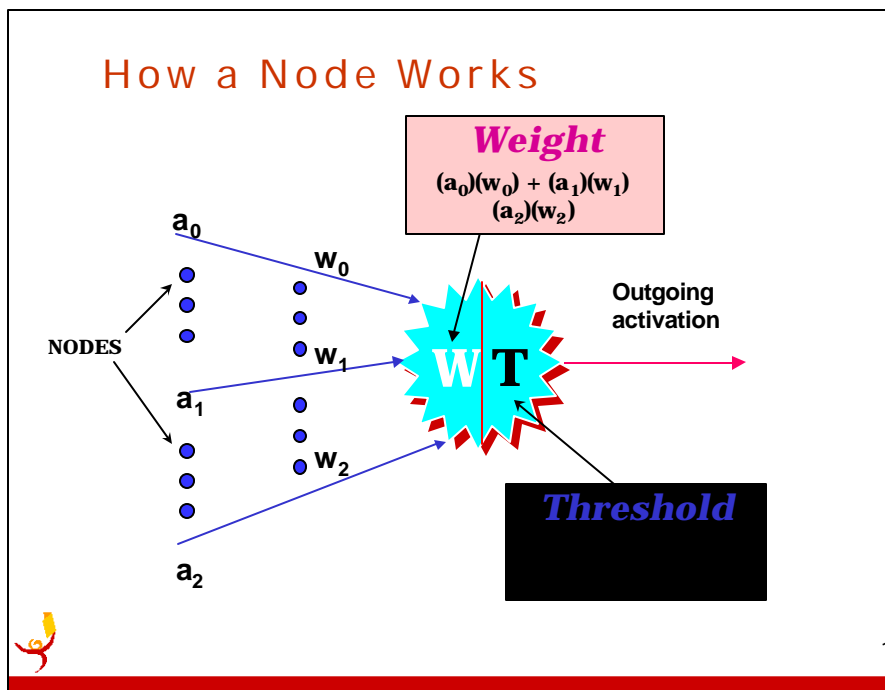 How a Node Works
Weight
(a₀)(w₀) + (a₁)(w₁)
(a₂)(w₂)
a₀
w₀
Outgoing
activation
NODES
w₁
W T
a₁
w₂
Threshold
a₂